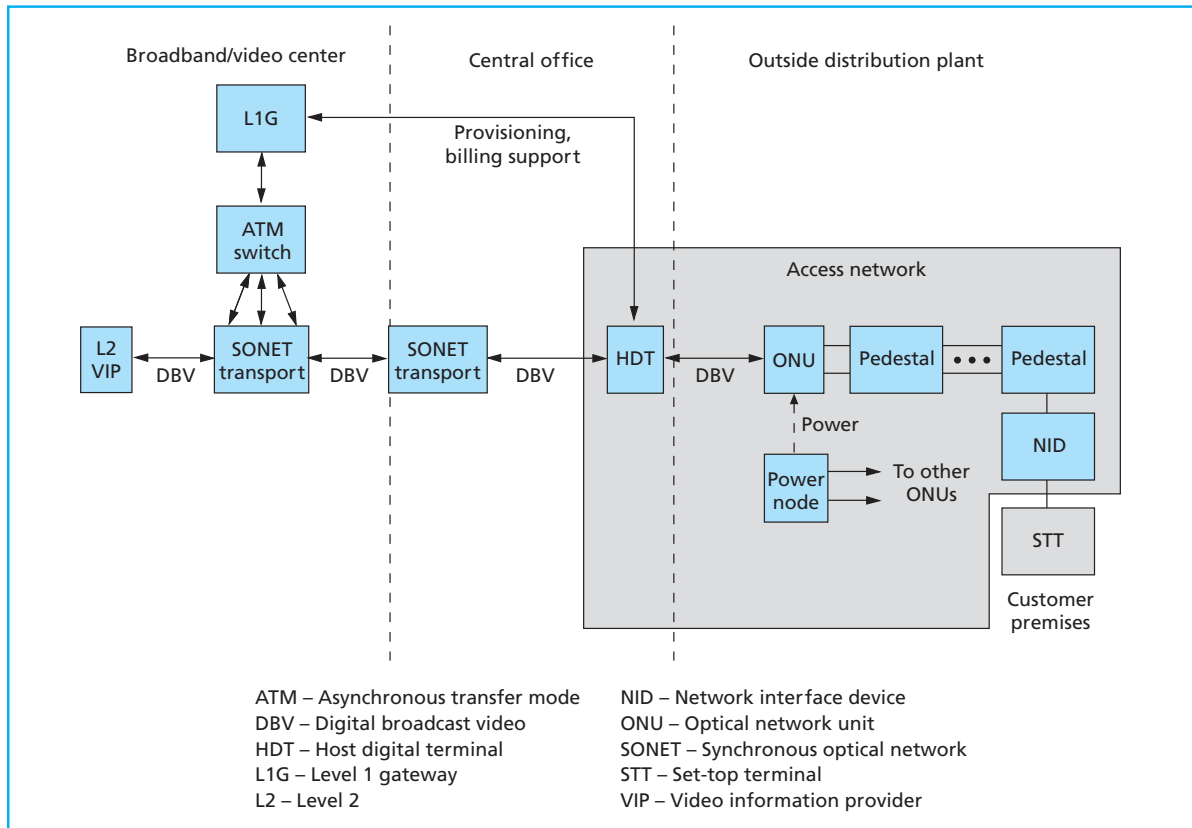 Broadband/video center
Central office
Outside distribution plant
L1G
Provisioning,
billing support
ATM
switch
Access network
L2
VIP
DBV
SONET
transport
DBV
SONET
transport
DBV
HDT
DBV
ONU
Pedestal
Pedestal
Power
NID
Power
node
To other
ONUs
STT
Customer
premises
ATM – Asynchronous transfer mode
DBV – Digital broadcast video
HDT – Host digital terminal
L1G – Level 1 gateway
L2 – Level 2
NID – Network interface device
ONU – Optical network unit
SONET – Synchronous optical network
STT – Set-top terminal
VIP – Video information provider